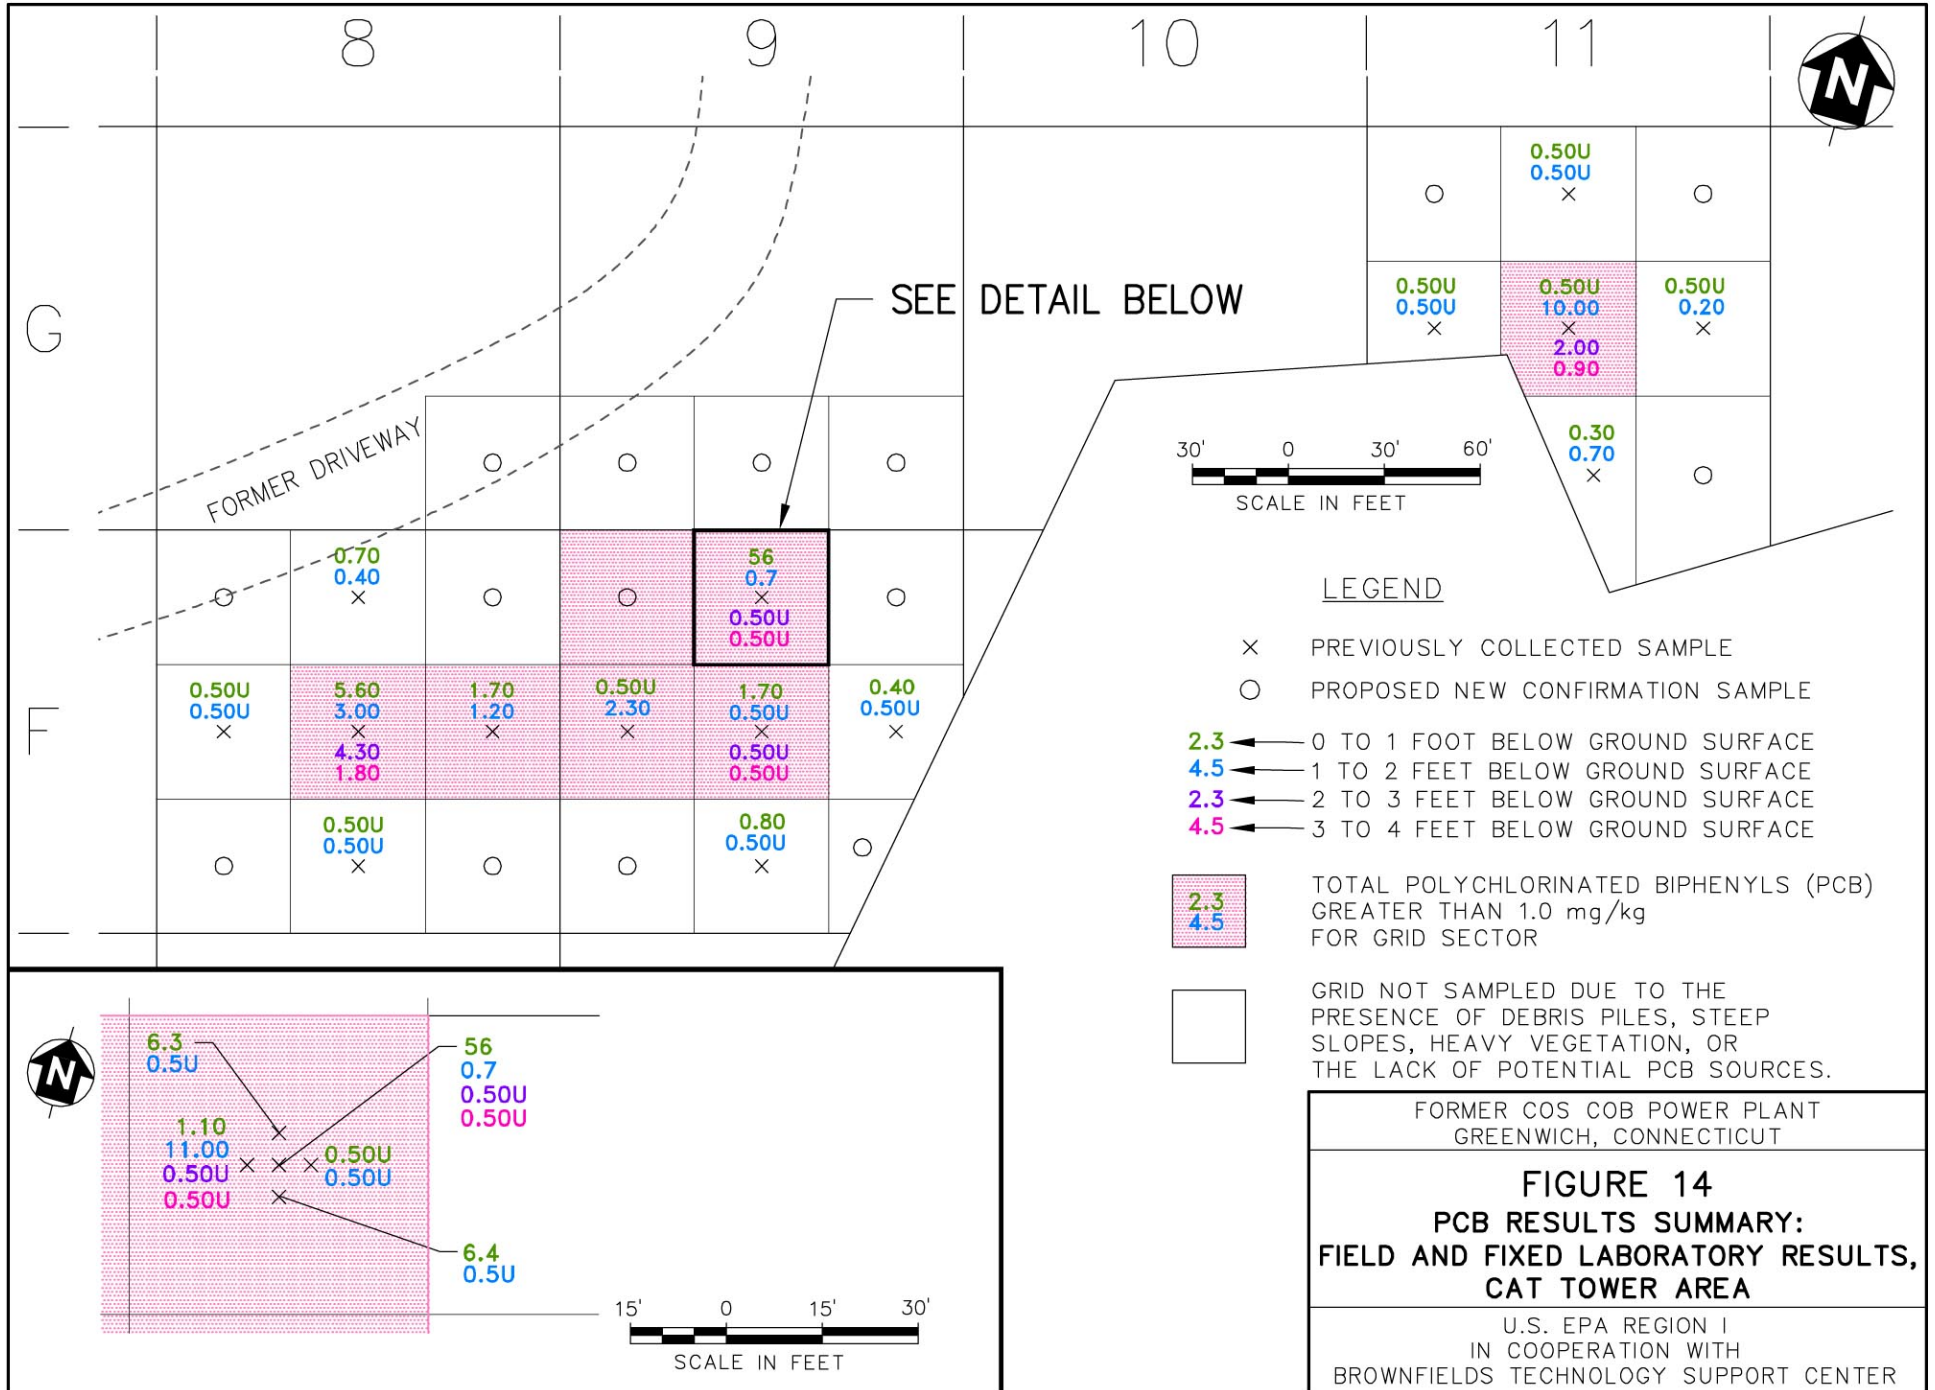 8
9
10
11
N
G
F
FORMER DRIVEWAY
SEE DETAIL BELOW
0.50U
0.50U
0.50U
0.50U
0.50U
10.00
2.00
0.90
0.50U
0.20
0.30
0.70
30' 0 30' 60'
SCALE IN FEET
0.70
0.40
56
0.7
0.50U
0.50U
0.50U
0.50U
5.60
3.00
4.30
1.80
1.70
1.20
0.50U
2.30
1.70
0.50U
0.50U
0.50U
0.40
0.50U
0.50U
0.50U
0.80
0.50U
LEGEND
PREVIOUSLY COLLECTED SAMPLE
PROPOSED NEW CONFIRMATION SAMPLE
2.3 0 TO 1 FOOT BELOW GROUND SURFACE
4.5 1 TO 2 FEET BELOW GROUND SURFACE
2.3 2 TO 3 FEET BELOW GROUND SURFACE
4.5 3 TO 4 FEET BELOW GROUND SURFACE
2.3
4.5
TOTAL POLYCHLORINATED BIPHENYLS (PCB)
GREATER THAN 1.0 mg/kg
FOR GRID SECTOR
GRID NOT SAMPLED DUE TO THE
PRESENCE OF DEBRIS PILES, STEEP
SLOPES, HEAVY VEGETATION, OR
THE LACK OF POTENTIAL PCB SOURCES.
N
6.3
0.5U
56
0.7
0.50U
0.50U
1.10
11.00
0.50U
0.50U
0.50U
0.50U
6.4
0.5U
15' 0 15' 30'
SCALE IN FEET
FORMER COS COB POWER PLANT
GREENWICH, CONNECTICUT
FIGURE 14
PCB RESULTS SUMMARY:
FIELD AND FIXED LABORATORY RESULTS,
CAT TOWER AREA
U.S. EPA REGION I
IN COOPERATION WITH
BROWNFIELDS TECHNOLOGY SUPPORT CENTER